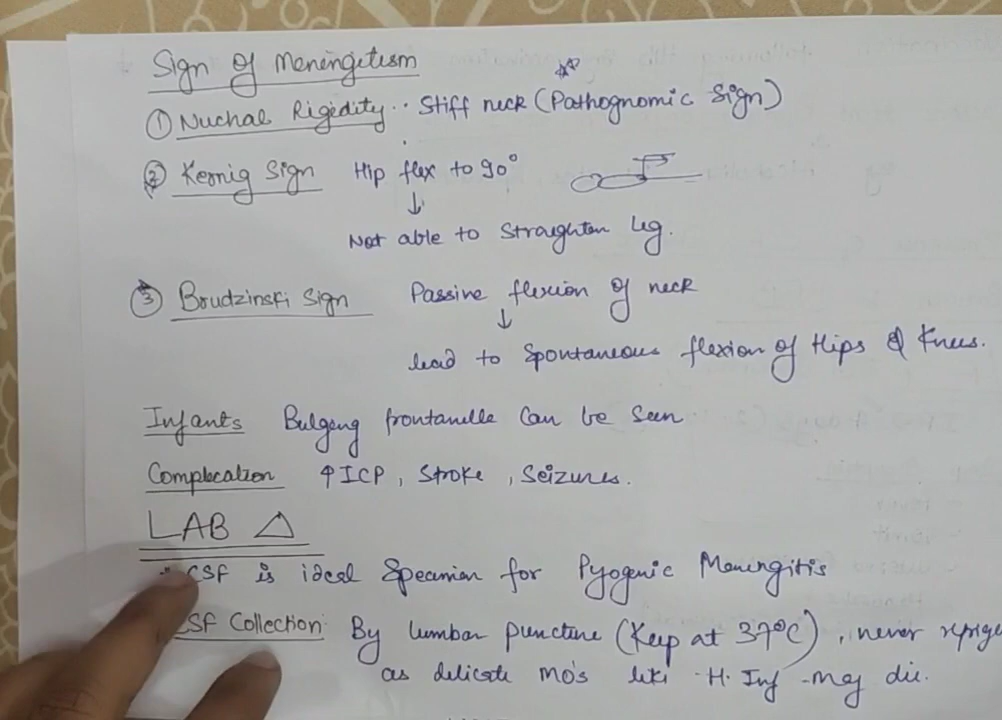 Sign Of Meningitism
① Nuchal Rigidity.. Stiff neck (Pathognomic Sign)
② Kernig Sign Hip flex to 90°
↓
Not able to Straighten leg.
③ Brudzinski Sign Passive flexion of neck
↓
lead to Spontaneous flexion of Hips & Knees.
Infants Bulging frontanelle Can be Seen
Complication ↑ICP, Stroke, Seizures.
LAB △
CSF is ideal Specimen for Pyogenic Meningitis
SF Collection: By lumbar puncture (Keep at 37°C), never refrige
as delicate mo's like H. Inf may die.